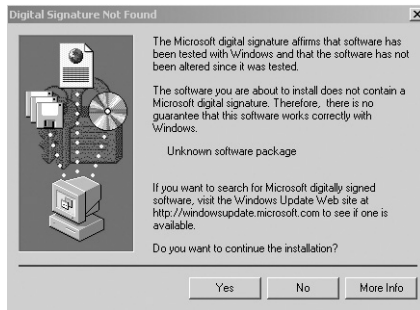 Digital Signature Not Found
The Microsoft digital signature affirms that software has
been tested with Windows and that the software has not
been altered since it was tested.
The software you are about to install does not contain a
Microsoft digital signature. Therefore, there is no
guarantee that this software works correctly with
Windows.
Unknown software package
If you want to search for Microsoft digitally signed
software, visit the Windows Update Web site at
http://windowsupdate.microsoft.com to see if one is
available.
Do you want to continue the installation?
Yes No More Info